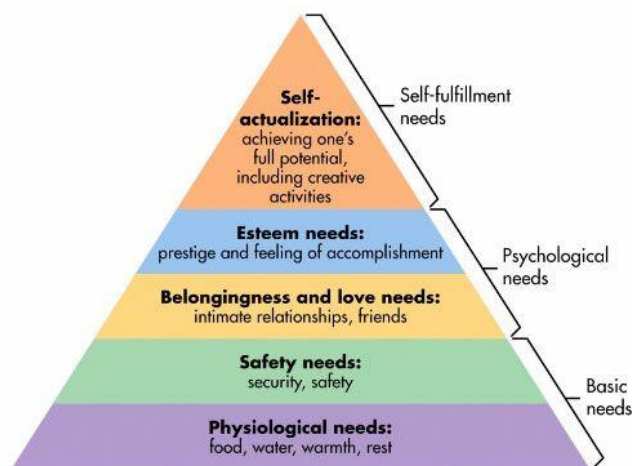 Self-
actualization:
achieving one's
full potential,
including creative
activities
Self-fulfillment
needs
Esteem needs:
prestige and feeling of accomplishment
Psychological
needs
Belongingness and love needs:
intimate relationships, friends
Safety needs:
security, safety
Basic
needs
Physiological needs:
food, water, warmth, rest